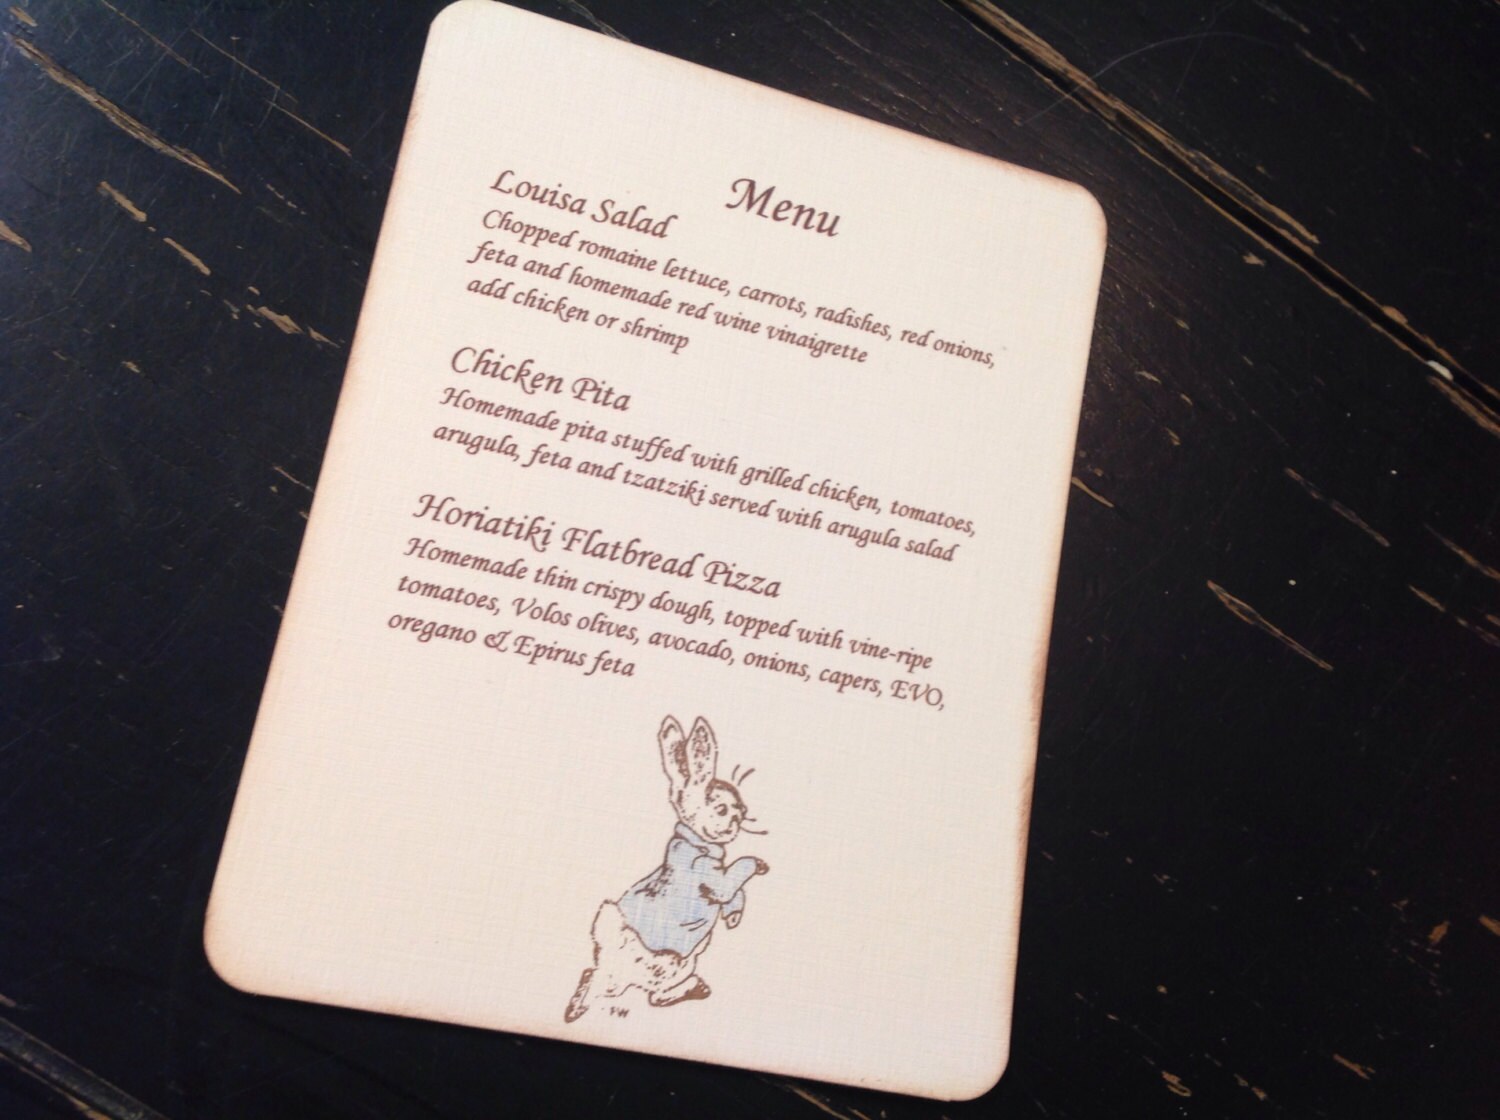 Menu
Louisa Salad
Chopped romaine lettuce, carrots, radishes, red onions,
feta and homemade red wine vinaigrette
add chicken or shrimp
Chicken Pita
Homemade pita stuffed with grilled chicken, tomatoes,
arugula, feta and tzatziki served with arugula salad
Horiatiki Flatbread Pizza
Homemade thin crispy dough, topped with vine-ripe
tomatoes, Volos olives, avocado, onions, capers, EVO,
oregano & Epirus feta
FW